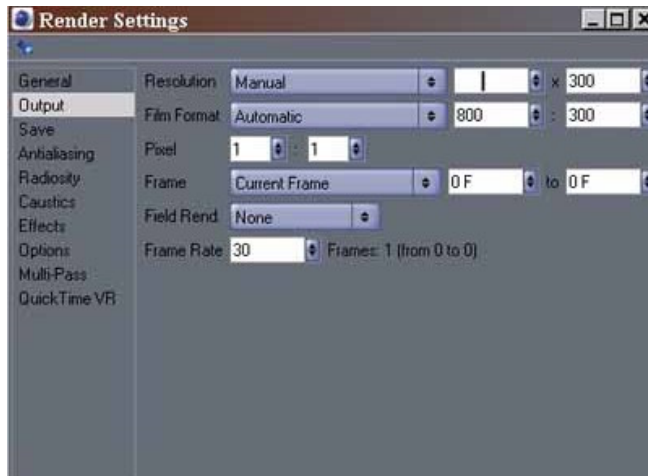 Render Settings
General
Output
Save
Antialiasing
Radiosity
Caustics
Effects
Options
Multi-Pass
QuickTime VR
Resolution Manual x 300
Film Format Automatic 800 : 300
Pixel 1 : 1
Frame Current Frame 0 F to 0 F
Field Rend. None
Frame Rate 30 Frames: 1 (from 0 to 0)